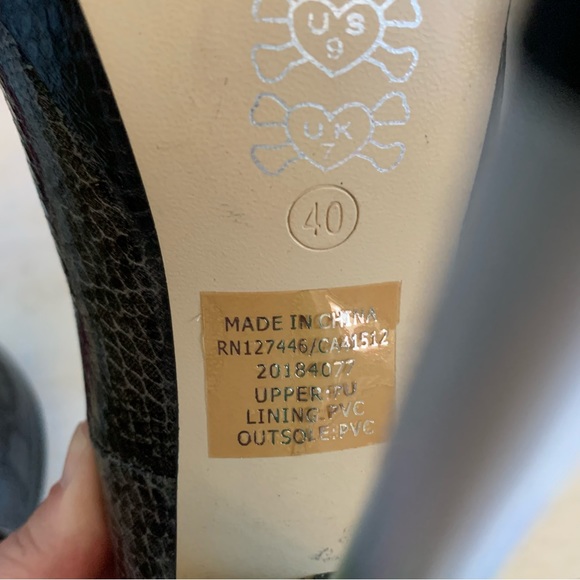 US
9
UK
7
40
MADE IN CHINA
RN127446/CA41512
20184077
UPPER:PU
LINING:PVC
OUTSOLE:PVC